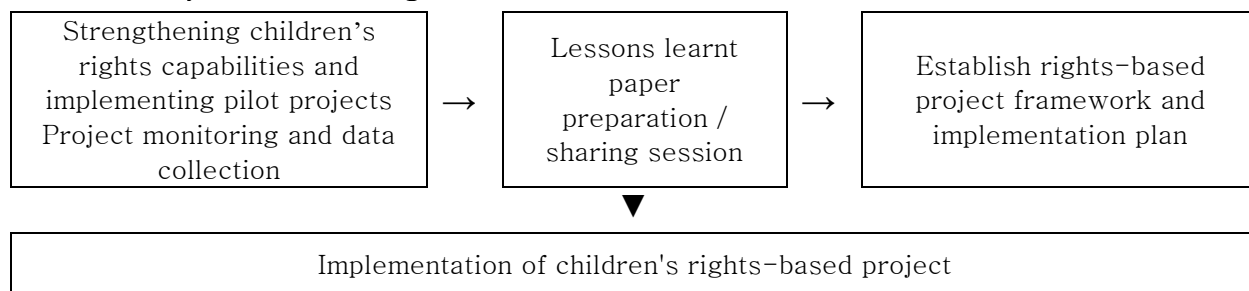 Strengthening children’s
rights capabilities and
implementing pilot projects
Project monitoring and data
collection
→
Lessons learnt
paper
preparation /
sharing session
→
Establish rights-based
project framework and
implementation plan
▼
Implementation of children's rights-based project